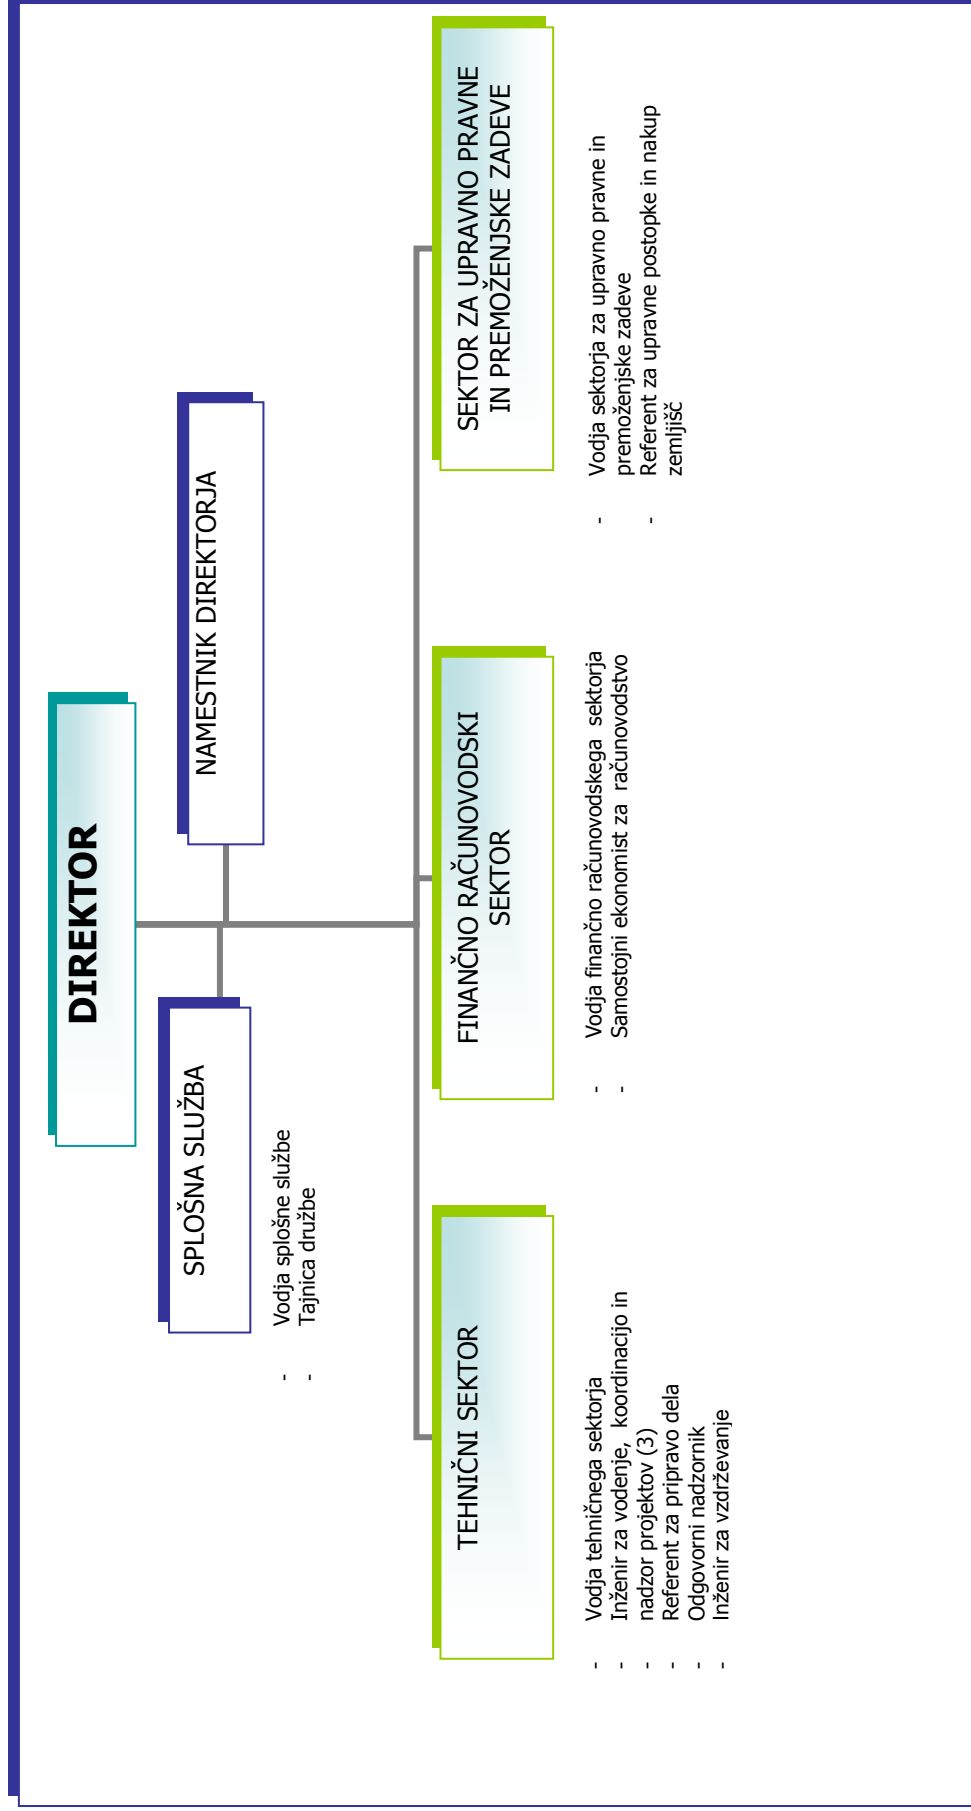 DIREKTOR
SPLOŠNA SLUŽBA
- Vodja splošne službe
- Tajnica družbe
NAMESTNIK DIREKTORJA
TEHNIČNI SEKTOR
- Vodja tehničnega sektorja
- Inženir za vodenje, koordinacijo in
- nadzor projektov (3)
- Referent za pripravo dela
- Odgovorni nadzornik
- Inženir za vzdrževanje
FINANČNO RAČUNOVODSKI
SEKTOR
- Vodja finančno računovodskega sektorja
- Samostojni ekonomist za računovodstvo
SEKTOR ZA UPRAVNO PRAVNE
IN PREMOŽENJSKE ZADEVE
- Vodja sektorja za upravno pravne in
premoženjske zadeve
- Referent za upravne postopke in nakup
zemljišč